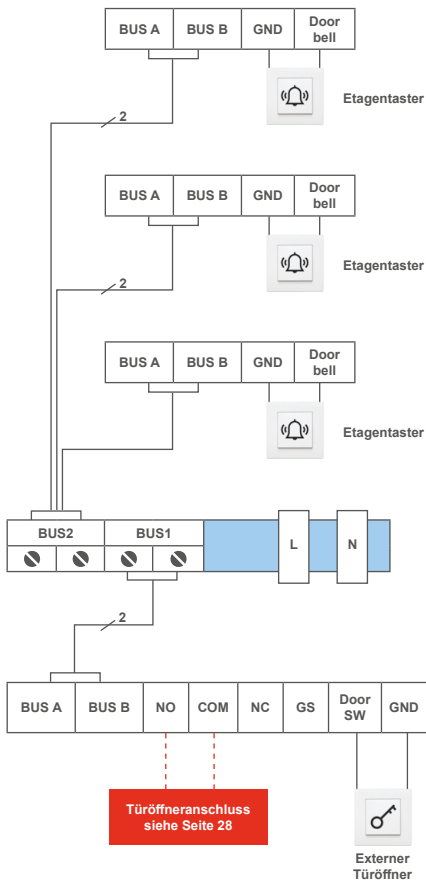 BUS A BUS B GND Door bell
Etagentaster
2
BUS A BUS B GND Door bell
Etagentaster
2
BUS A BUS B GND Door bell
Etagentaster
BUS2 BUS1 L N
2
BUS A BUS B NO COM NC GS Door SW GND
Türöffneranschluss
siehe Seite 28
Externer
Türöffner